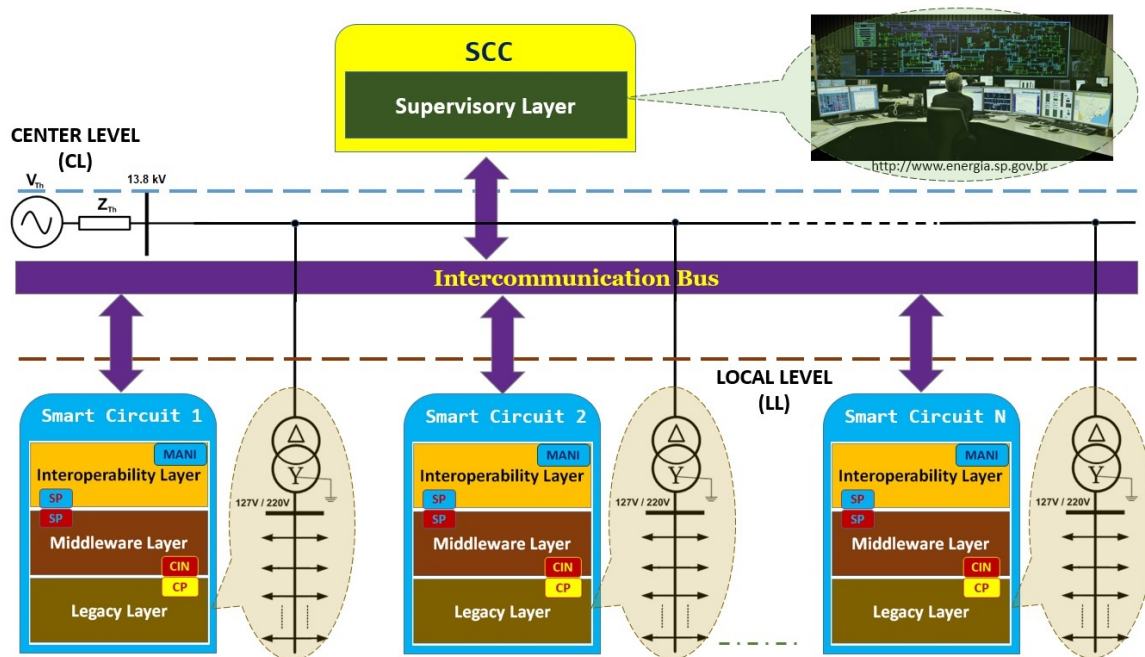 SCC
Supervisory Layer
http://www.energia.sp.gov.br
CENTER LEVEL
(CL)
V_Th
Z_Th
13.8 kV
Intercommunication Bus
LOCAL LEVEL
(LL)
Smart Circuit 1
MANI
Interoperability Layer
SP
SP
Middleware Layer
CIN
CP
Legacy Layer
Δ
Y
127V / 220V
Smart Circuit 2
MANI
Interoperability Layer
SP
SP
Middleware Layer
CIN
CP
Legacy Layer
Δ
Y
127V / 220V
Smart Circuit N
MANI
Interoperability Layer
SP
SP
Middleware Layer
CIN
CP
Legacy Layer
Δ
Y
127V / 220V